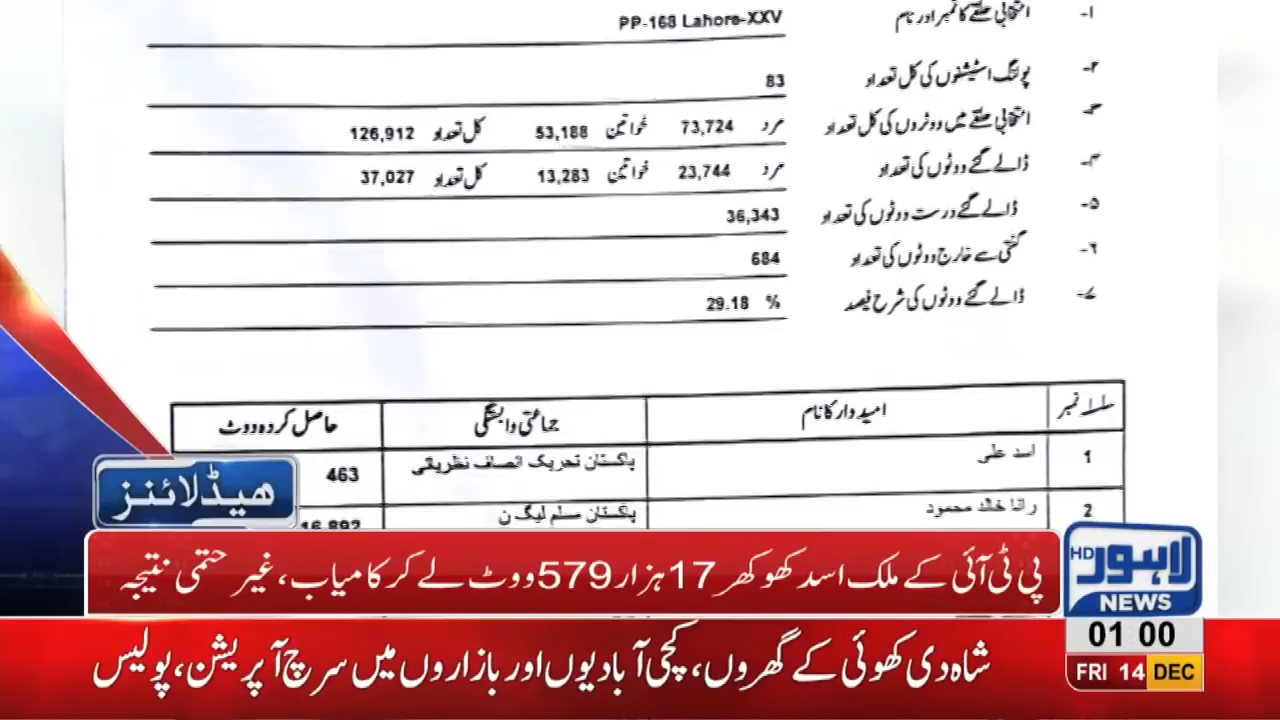 ۱- انتخابی حلقے کا نمبر اور نام PP-168 Lahore-XXV
۲- پولنگ اسٹیشنوں کی کل تعداد 83
۳- انتخابی حلقے میں ووٹروں کی کل تعداد مرد 73,724 خواتین 53,188 کل تعداد 126,912
۴- ڈالے گئے ووٹوں کی تعداد مرد 23,744 خواتین 13,283 کل تعداد 37,027
۵- ڈالے گئے درست ووٹوں کی تعداد 36,343
۶- گنتی سے خارج ووٹوں کی تعداد 684
۷- ڈالے گئے ووٹوں کی شرح فیصد 29.18 %
سلسلہ نمبر امیدوار کا نام جماعتی وابستگی حاصل کردہ ووٹ
1 اسد علی پاکستان تحریک انصاف نظریاتی 463
2 رانا خالد محمود پاکستان مسلم لیگ ن 16,892
ہیڈلائنز
پی ٹی آئی کے ملک اسد کھوکھر 17 ہزار 579 ووٹ لے کر کامیاب، غیر حتمی نتیجہ
HD لاہور
NEWS
01 00
FRI 14 DEC
شاہ دی کھوئی کے گھروں، کچی آبادیوں اور بازاروں میں سرچ آپریشن، پولیس